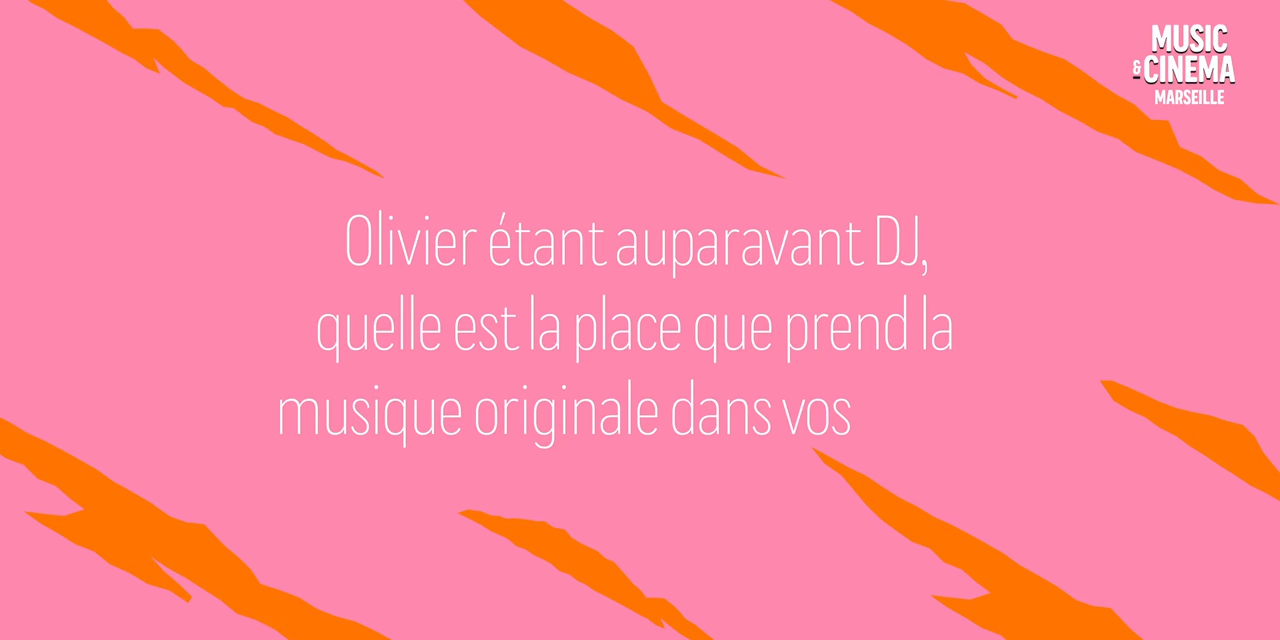 MUSIC
& CINEMA
MARSEILLE
Olivier étant auparavant DJ,
quelle est la place que prend la
musique originale dans vos